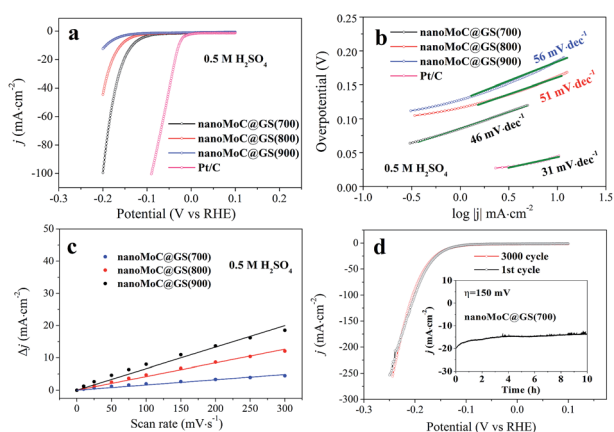 a
0.5 M H₂SO₄
nanoMoC@GS(700)
nanoMoC@GS(800)
nanoMoC@GS(900)
Pt/C
j (mA·cm⁻²)
0
-20
-40
-60
-80
-100
-0.2 -0.1 0.0 0.1 0.2
Potential (V vs RHE)
b
nanoMoC@GS(700)
nanoMoC@GS(800)
nanoMoC@GS(900)
Pt/C
56 mV·dec⁻¹
51 mV·dec⁻¹
46 mV·dec⁻¹
31 mV·dec⁻¹
0.5 M H₂SO₄
Overpotential (V)
0.25
0.20
0.15
0.10
0.05
0.00
-1.0 -0.5 0.0 0.5 1.0 1.5
log |j| mA·cm⁻²
c
nanoMoC@GS(700)
nanoMoC@GS(800)
nanoMoC@GS(900)
0.5 M H₂SO₄
Δj (mA·cm⁻²)
50
40
30
20
10
0
0 50 100 150 200 250 300
Scan rate (mV·s⁻¹)
d
3000 cycle
1st cycle
j (mA·cm⁻²)
0
-50
-100
-150
-200
-250
-300
-0.2 -0.1 0.0 0.1
Potential (V vs RHE)
η=150 mV
nanoMoC@GS(700)
j (mA·cm⁻²)
10
0
-10
-20
-30
0 2 4 6 8 10
Time (h)